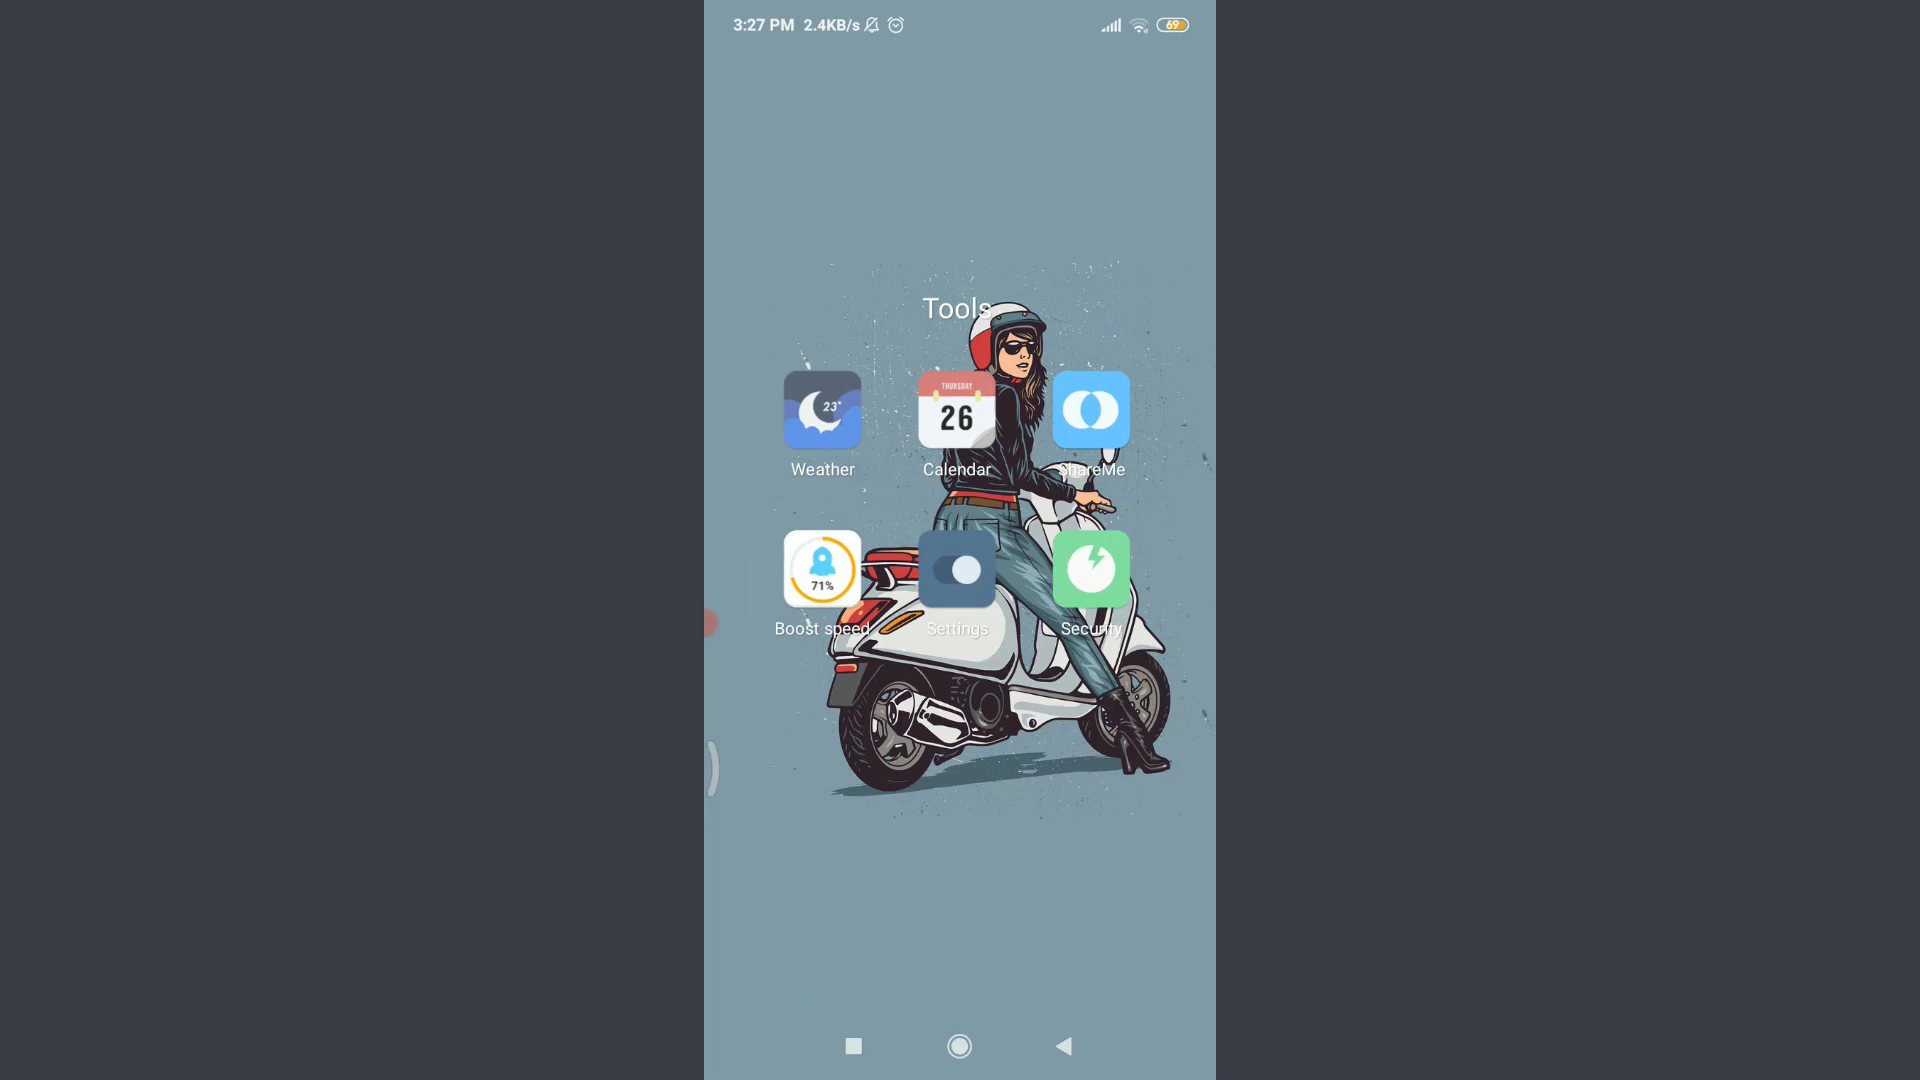 3:27 PM 2.4KB/s 69
Tools
23°
THURSDAY
26
Weather Calendar ShareMe
71%
Boost speed Settings Security